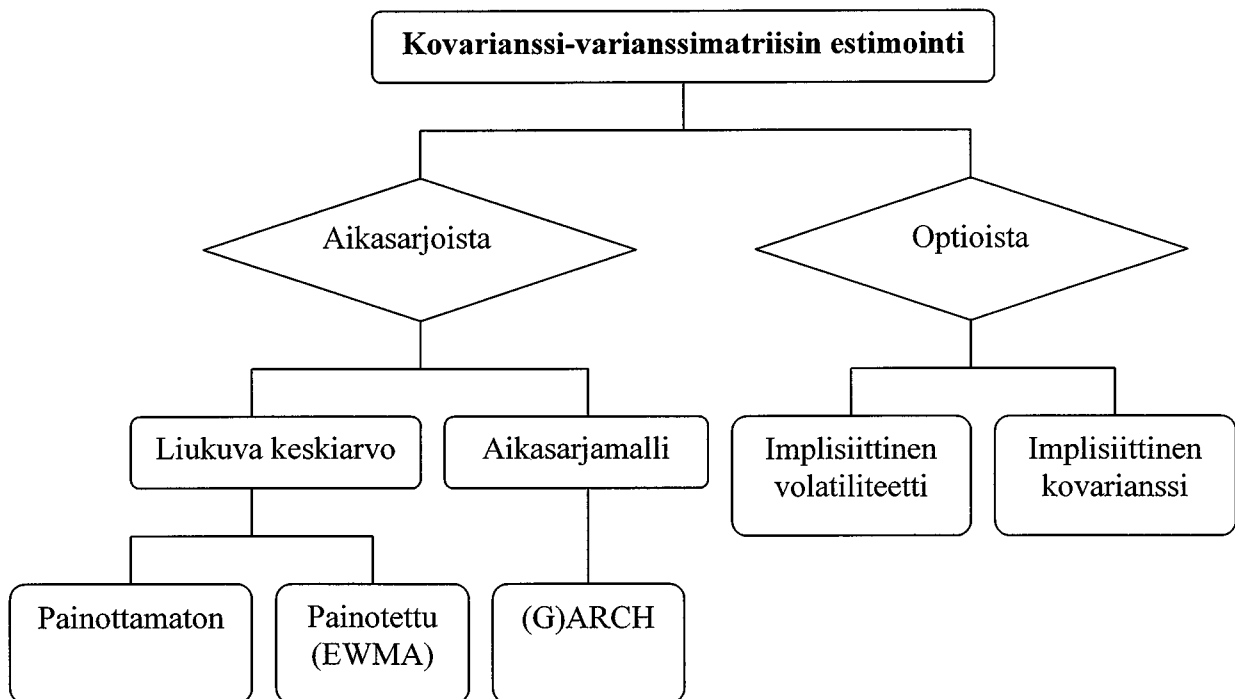 Kovarianssi-varianssimatriisin estimointi
Aikasarjoista
Optioista
Liukuva keskiarvo
Aikasarjamalli
Implisiittinen
volatiliteetti
Implisiittinen
kovarianssi
Painottamaton
Painotettu
(EWMA)
(G)ARCH